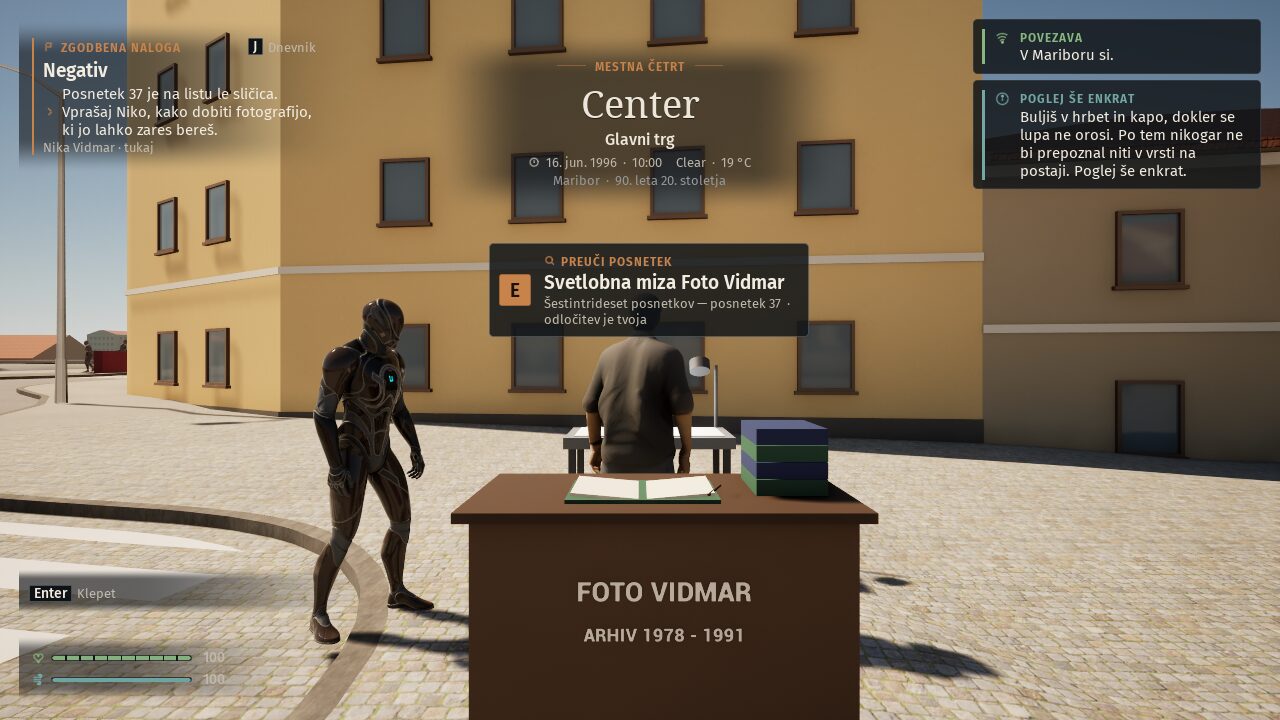 ZGODBENA NALOGA
J Dnevnik
Negativ
Posnetek 37 je na listu le sličica.
Vprašaj Niko, kako dobiti fotografijo,
ki jo lahko zares bereš.
Nika Vidmar · tukaj
MESTNA ČETRT
Center
Glavni trg
16. jun. 1996 · 10:00 Clear · 19 °C
Maribor · 90. leta 20. stoletja
POVEZAVA
V Mariboru si.
POGLEJ ŠE ENKRAT
Buljiš v hrbet in kapo, dokler se
lupa ne orosi. Po tem nikogar ne
bi prepoznal niti v vrsti na
postaji. Poglej še enkrat.
PREUČI POSNETEK
E
Svetlobna miza Foto Vidmar
Šestintrideset posnetkov — posnetek 37 ·
odločitev je tvoja
FOTO VIDMAR
ARHIV 1978 - 1991
Enter Klepet
100
100